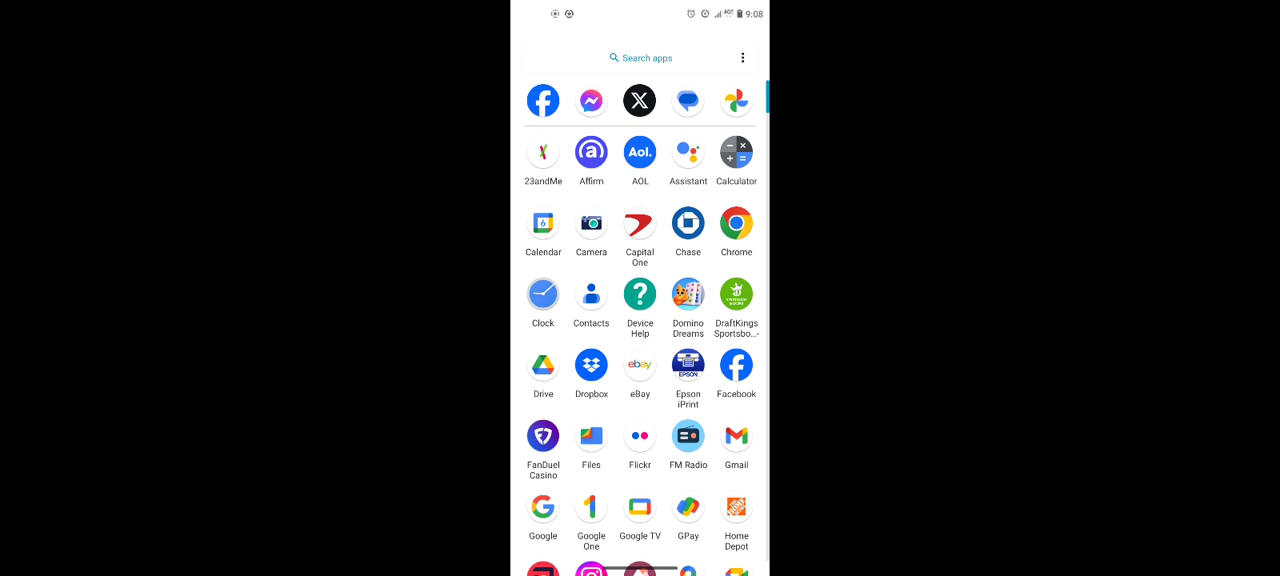 4G 9:08
Search apps
23andMe Affirm AOL Assistant Calculator
Aol.
Calendar Camera Capital One Chase Chrome
6
Clock Contacts Device Help Domino Dreams DraftKings Sportsbo...-
Drive Dropbox eBay Epson iPrint Facebook
ebay EPSON
FanDuel Casino Files Flickr FM Radio Gmail
Google Google One Google TV GPay Home Depot